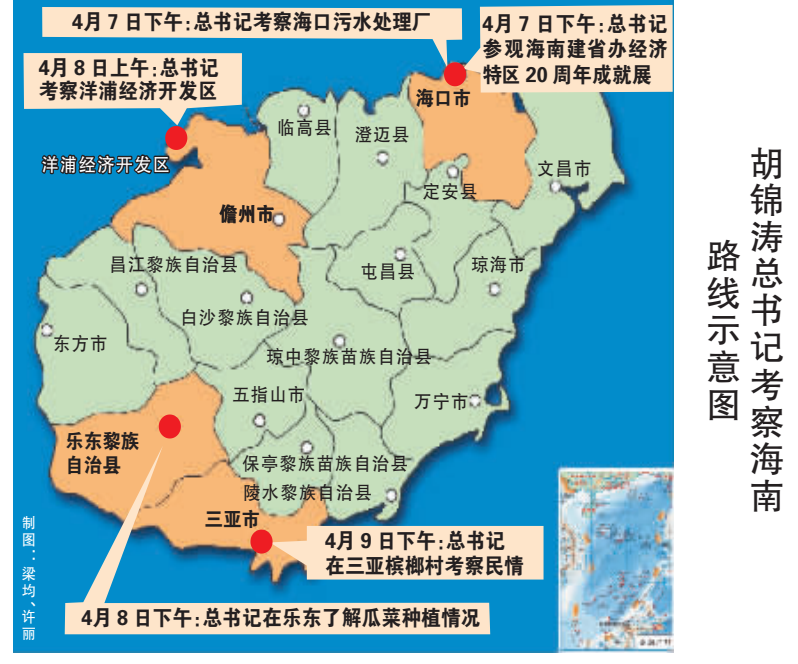 4月7日下午:总书记考察海口污水处理厂
4月7日下午:总书记
参观海南建省办经济
特区20周年成就展
4月8日上午:总书记
考察洋浦经济开发区
海口市
临高县
澄迈县
洋浦经济开发区
文昌市
定安县
儋州市
昌江黎族自治县
屯昌县
琼海市
白沙黎族自治县
东方市
琼中黎族苗族自治县
五指山市
万宁市
乐东黎族
自治县
保亭黎族苗族自治县
陵水黎族自治县
三亚市
4月9日下午:总书记
在三亚槟榔村考察民情
4月8日下午:总书记在乐东了解瓜菜种植情况
制图:梁均、许丽
胡锦涛总书记考察海南
路线示意图